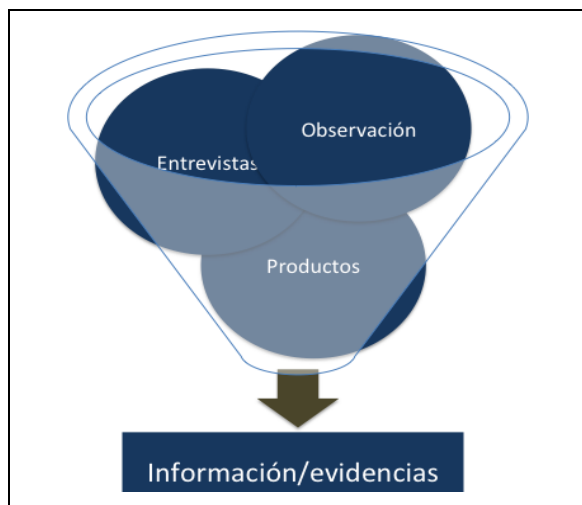 Observación
Entrevistas
Productos
Información/evidencias